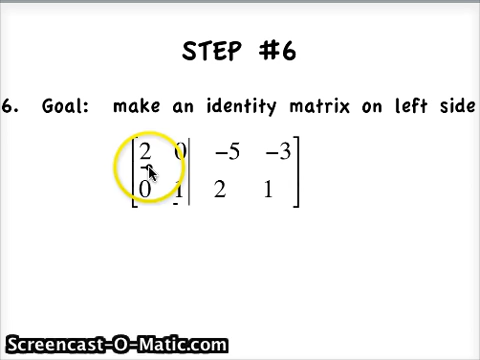 STEP #6
6. Goal: make an identity matrix on left side
2 0 -5 -3
0 1 2 1
Screencast-O-Matic.com